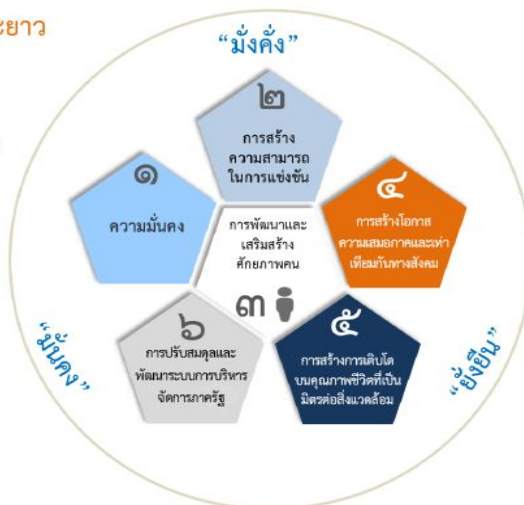 ะยาว
“มั่งคั่ง”
๒
การสร้าง
ความสามารถ
ในการแข่งขัน
๑
ความมั่นคง
๔
การสร้างโอกาส
ความเสมอภาคและเท่า
เทียมกันทางสังคม
การพัฒนาและ
เสริมสร้าง
ศักยภาพคน
๓
๖
การปรับสมดุลและ
พัฒนาระบบการบริหาร
จัดการภาครัฐ
๕
การสร้างการเติบโต
บนคุณภาพชีวิตที่เป็น
มิตรต่อสิ่งแวดล้อม
“มั่นคง”
“ยั่งยืน”